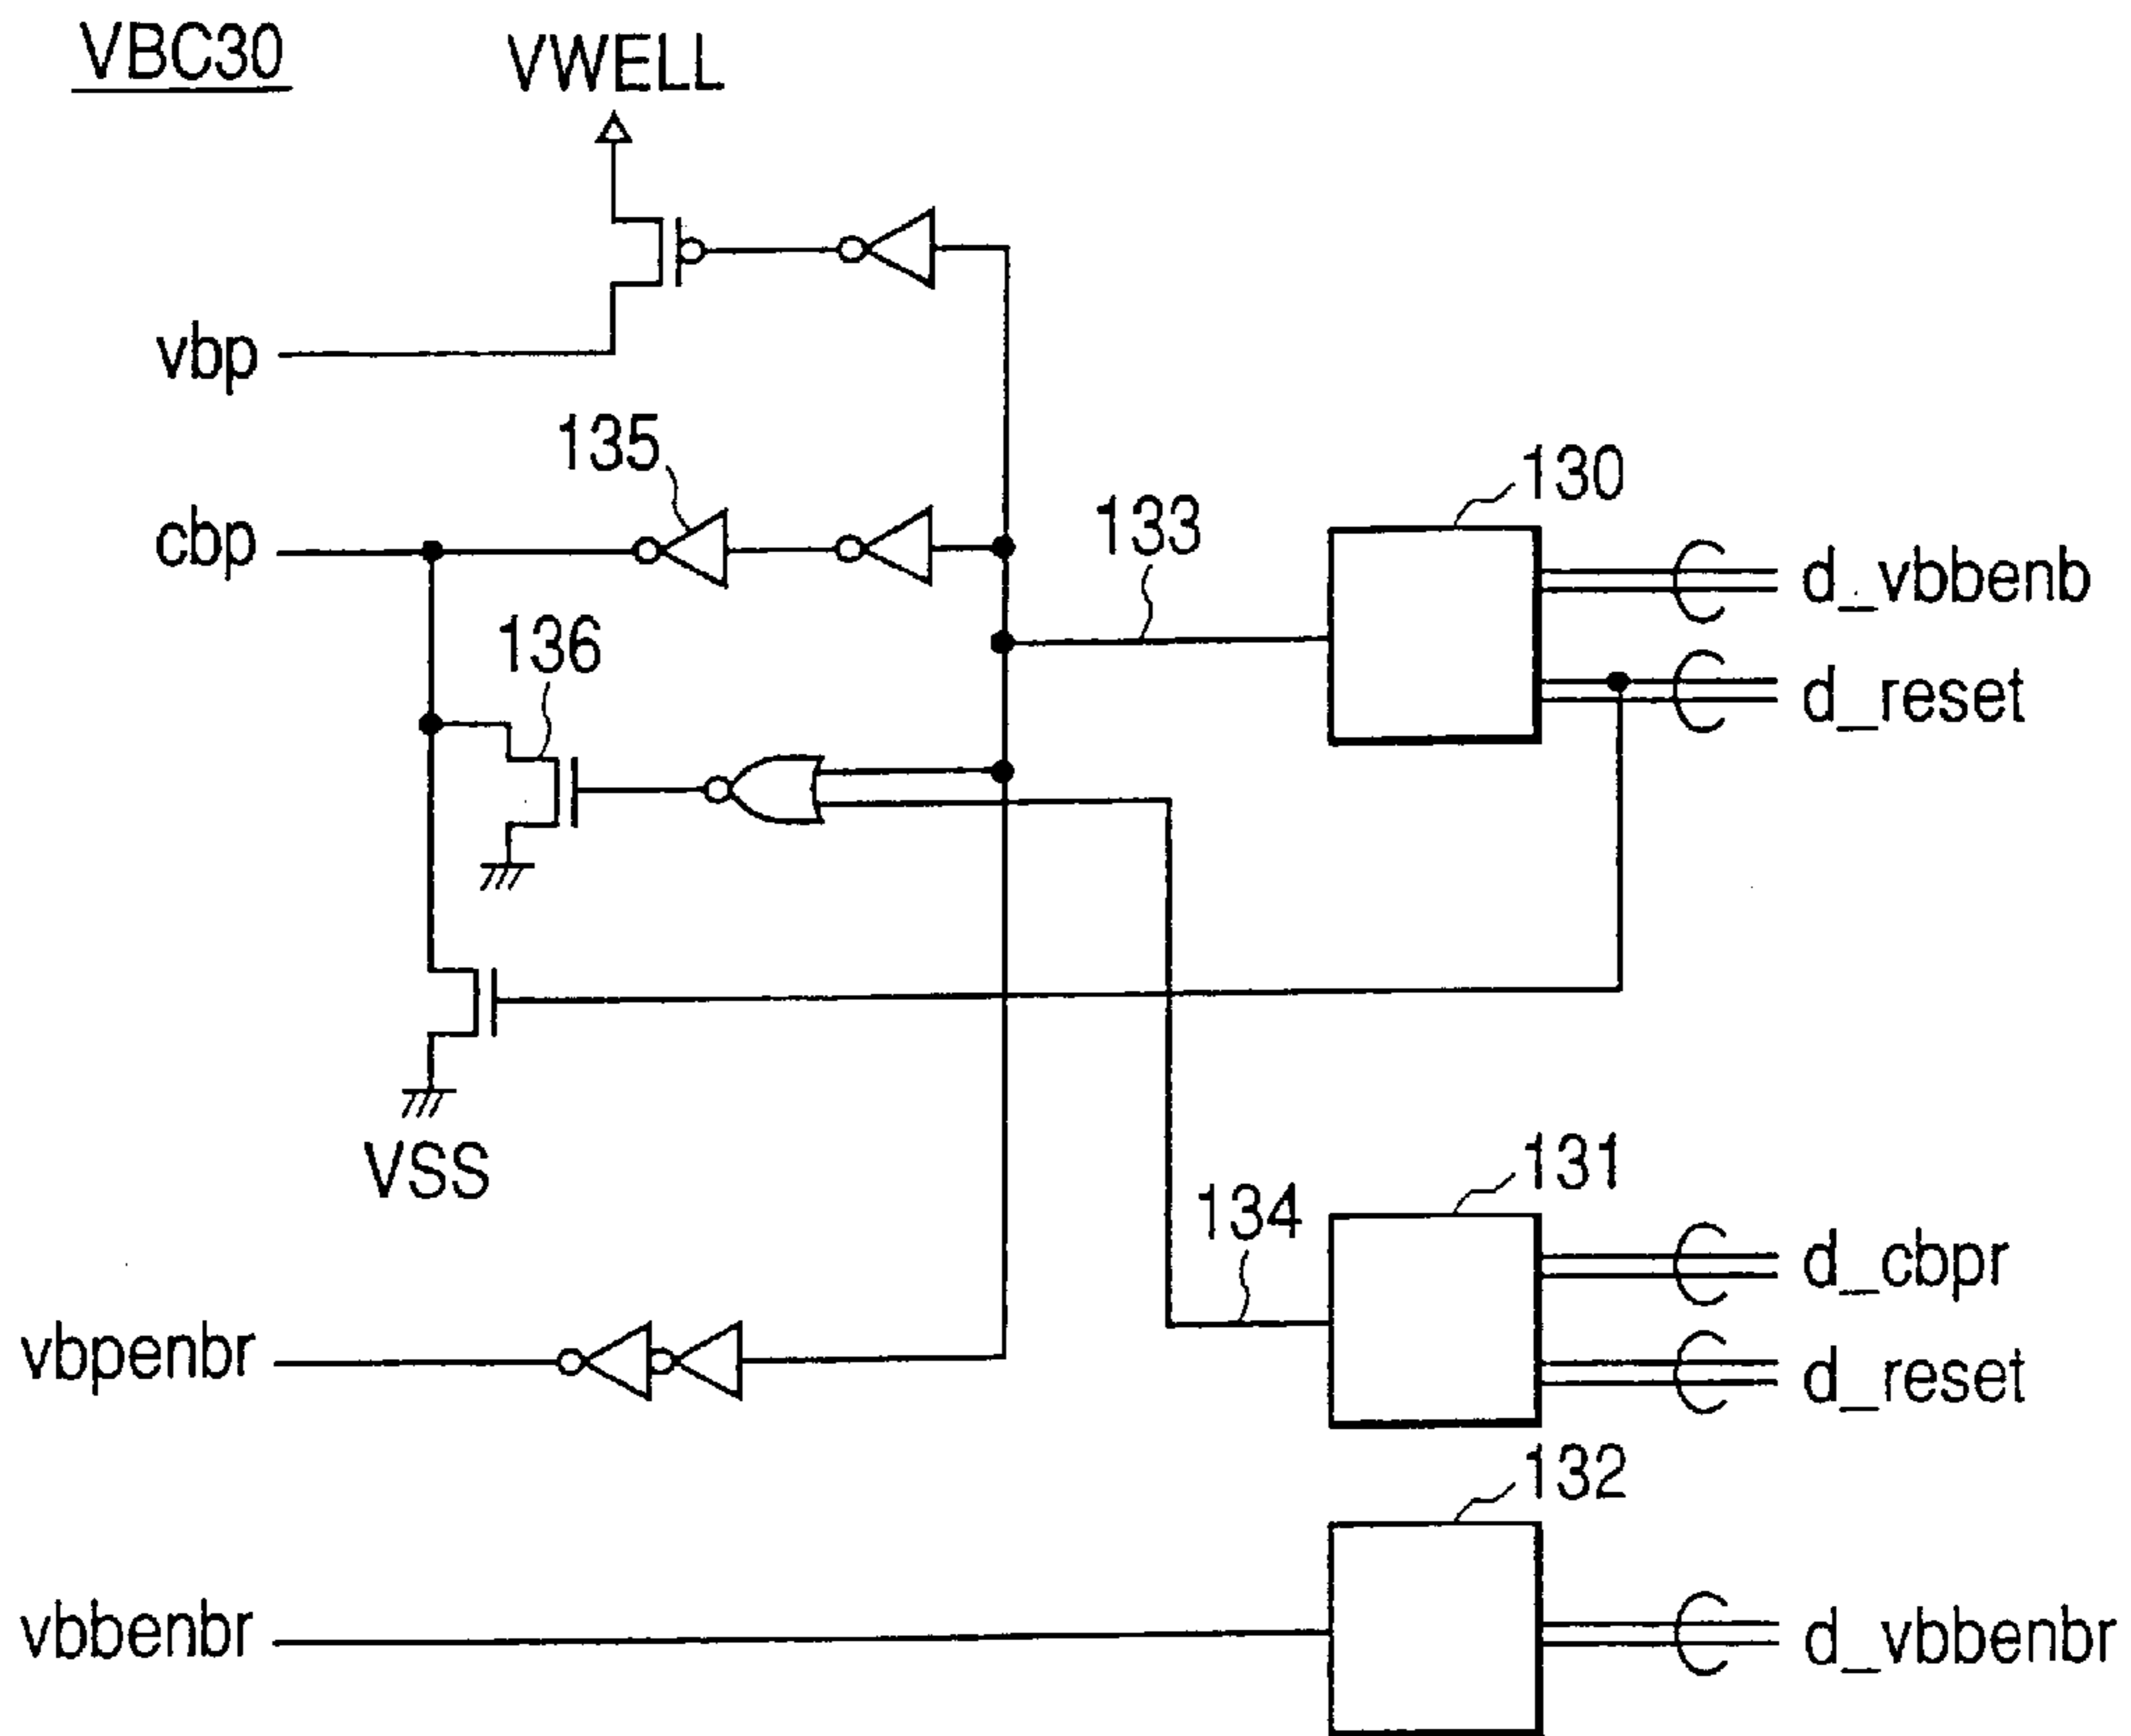 VBC30
VWELL
vbp
135
130
cbp
133
d_vbbenb
136
d_reset
VSS
131
134
d_cbpr
vbpenbr
d_reset
132
vbbenbr
d_vbbenbr